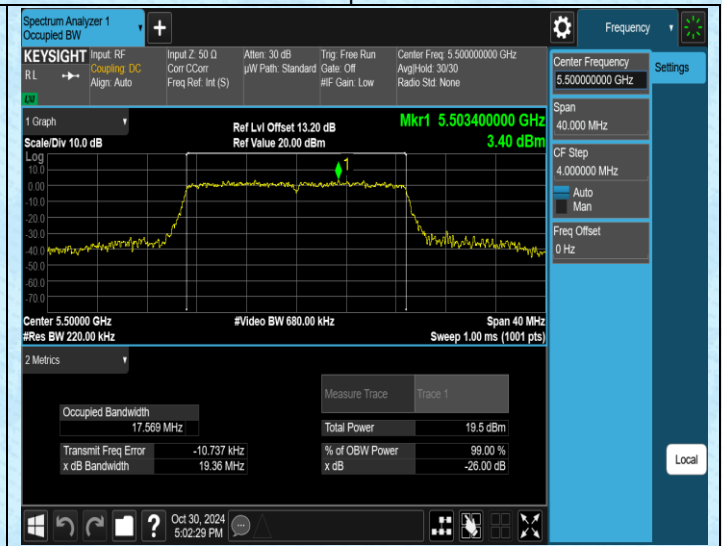 Spectrum Analyzer 1
Occupied BW
+
Frequency
KEYSIGHT
RL
LM
Input: RF
Coupling: DC
Align: Auto
Input Z: 50 Ω
Corr CCorr
Freq Ref: Int (S)
Atten: 30 dB
µW Path: Standard
Trig: Free Run
Gate: Off
#IF Gain: Low
Center Freq: 5.500000000 GHz
Avg|Hold: 30/30
Radio Std: None
Center Frequency
5.500000000 GHz
Settings
Span
40.000 MHz
CF Step
4.000000 MHz
Auto
Man
Freq Offset
0 Hz
1 Graph
Scale/Div 10.0 dB
Ref Lvl Offset 13.20 dB
Ref Value 20.00 dBm
Mkr1 5.503400000 GHz
3.40 dBm
Log
10.0
0.00
-10.0
-20.0
-30.0
-40.0
-50.0
-60.0
-70.0
1
Center 5.50000 GHz
#Res BW 220.00 kHz
#Video BW 680.00 kHz
Span 40 MHz
Sweep 1.00 ms (1001 pts)
2 Metrics
Measure Trace
Trace 1
Occupied Bandwidth
17.569 MHz
Total Power
19.5 dBm
Transmit Freq Error
-10.737 kHz
% of OBW Power
99.00 %
x dB Bandwidth
19.36 MHz
x dB
-26.00 dB
Local
?
Oct 30, 2024
5:02:29 PM